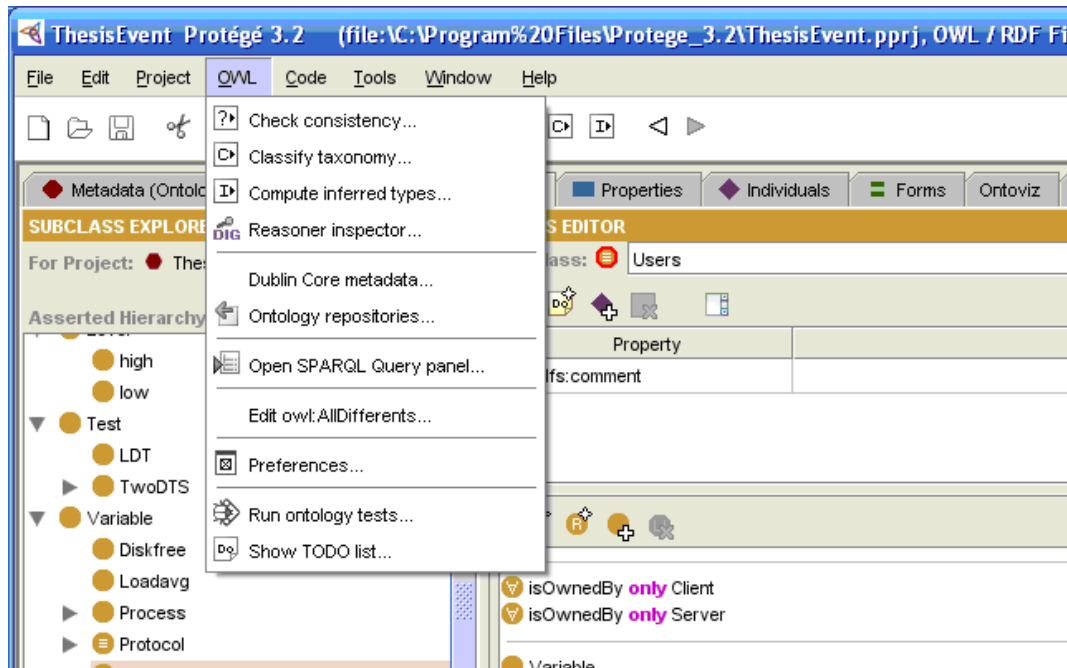 ThesisEvent Protégé 3.2 (file:\C:\Program%20Files\Protege_3.2\ThesisEvent.pprj, OWL / RDF Fi
File Edit Project OWL Code Tools Window Help
Check consistency...
Classify taxonomy...
Compute inferred types...
DIG Reasoner inspector...
Dublin Core metadata...
Ontology repositories...
Open SPARQL Query panel...
Edit owl:AllDifferents...
Preferences...
Run ontology tests...
Show TODO list...
Metadata (Ontolo
Properties Individuals Forms Ontoviz
SUBCLASS EXPLORE
S EDITOR
For Project: Thes
ass: Users
Asserted Hierarchy
Property
lfs:comment
high
low
Test
LDT
TwoDTS
Variable
Diskfree
Loadavg
Process
Protocol
isOwnedBy only Client
isOwnedBy only Server
Variable